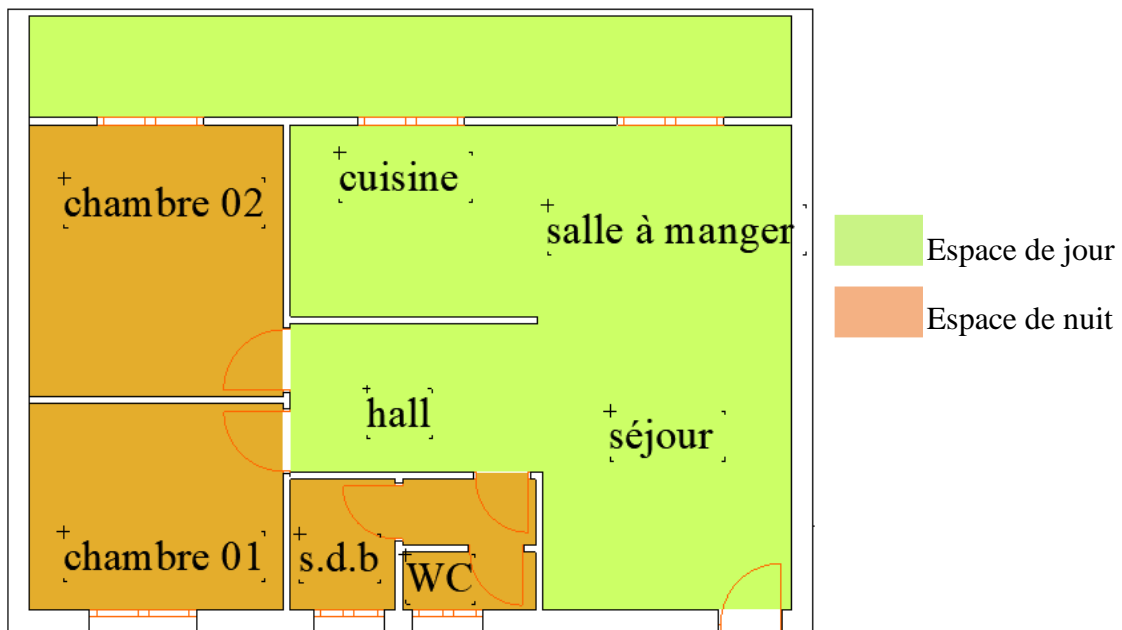 cuisine
chambre 02
salle à manger
Espace de jour
Espace de nuit
hall
séjour
chambre 01
s.d.b
WC